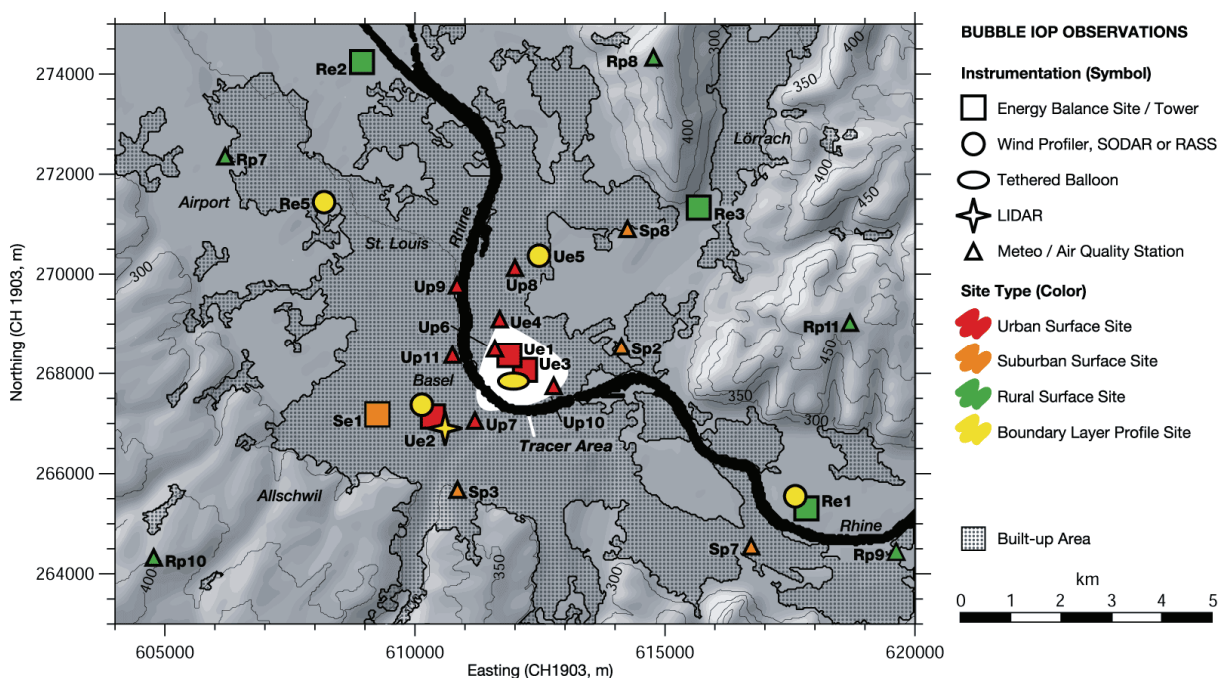 274000
272000
270000
268000
266000
264000
Northing (CH 1903, m)
605000
610000
615000
620000
Easting (CH1903, m)
Re2
Rp8
300
400
350
400
Lörrach
Rp7
400
450
Airport
Re5
Re3
St. Louis
Rhine
Sp8
300
Ue5
Up9
Up8
Ue4
Rp11
Up6
Ue1
Sp2
450
Up11
Ue3
Basel
350
350
Se1
Ue2
Up7
Up10
300
Tracer Area
Allschwil
Sp3
Re1
Rhine
Sp7
Rp9
Rp10
400
350
300
350
BUBBLE IOP OBSERVATIONS
Instrumentation (Symbol)
Energy Balance Site / Tower
Wind Profiler, SODAR or RASS
Tethered Balloon
LIDAR
Meteo / Air Quality Station
Site Type (Color)
Urban Surface Site
Suburban Surface Site
Rural Surface Site
Boundary Layer Profile Site
Built-up Area
km
0 1 2 3 4 5